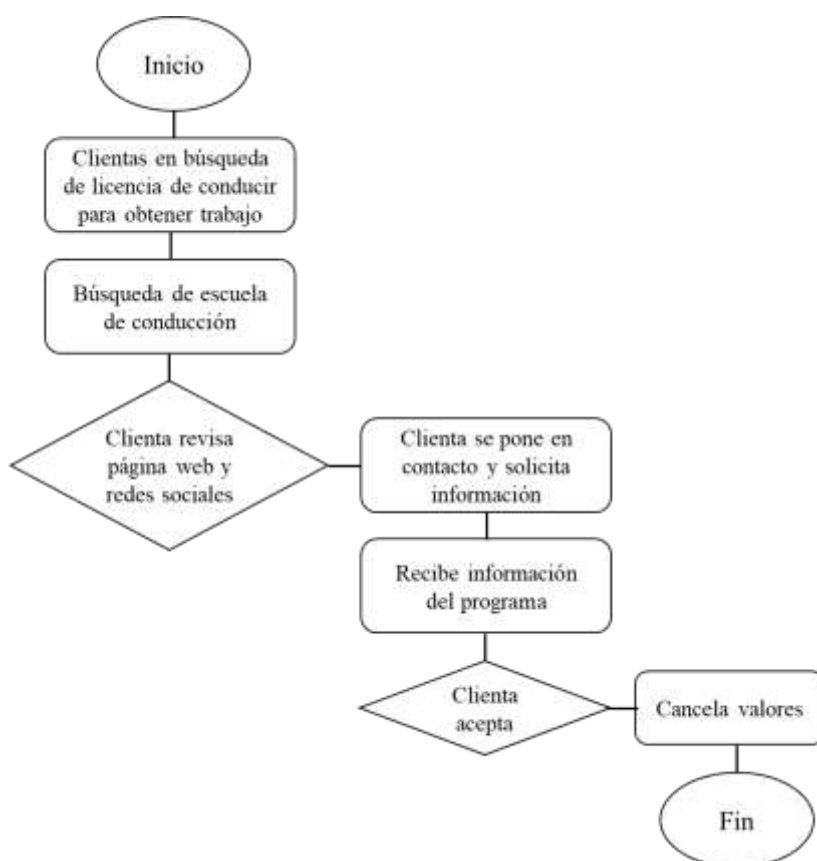 Inicio
Clientas en búsqueda
de licencia de conducir
para obtener trabajo
Búsqueda de escuela
de conducción
Clienta revisa
página web y
redes sociales
Clienta se pone en
contacto y solicita
información
Recibe información
del programa
Clienta
acepta
Cancela valores
Fin